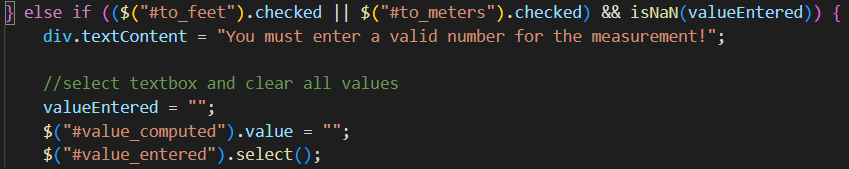 } else if (($("#to_feet").checked || $("#to_meters").checked) && isNaN(valueEntered)) {
div.textContent = "You must enter a valid number for the measurement!";
//select textbox and clear all values
valueEntered = "";
$("#value_computed").value = "";
$("#value_entered").select();